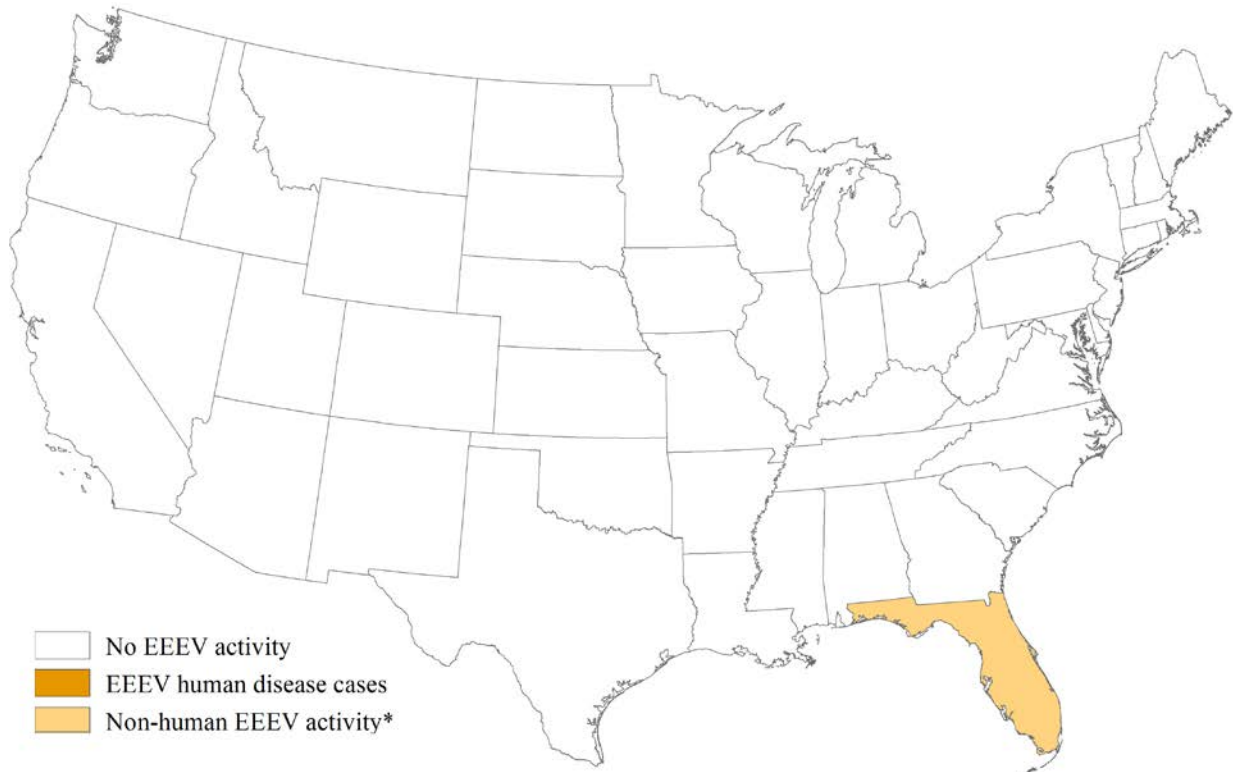 No EEEV activity
EEEV human disease cases
Non-human EEEV activity*